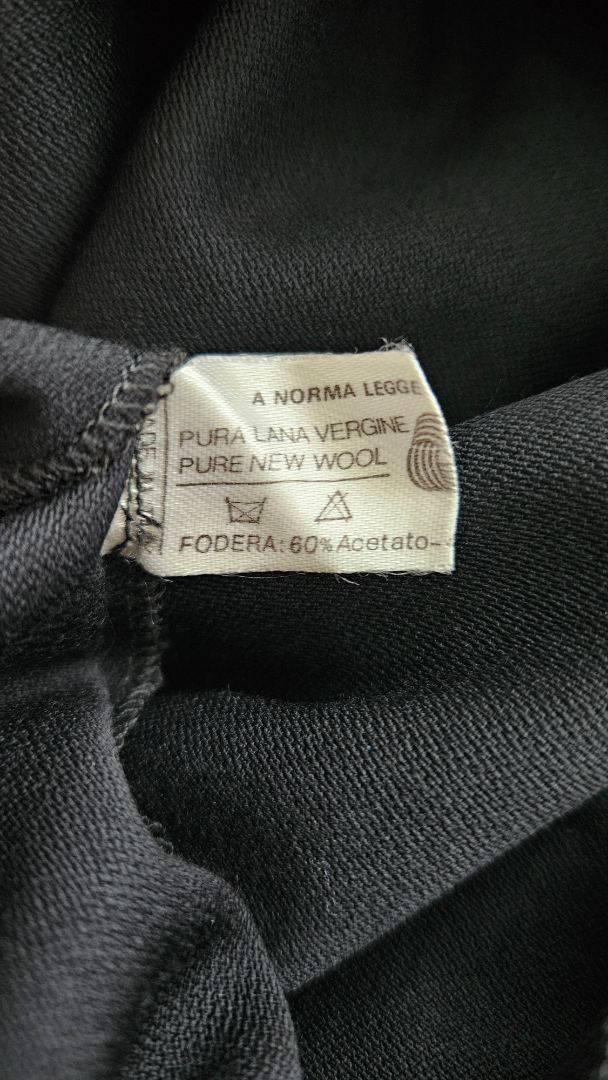 A NORMA LEGGE
PURA LANA VERGINE
PURE NEW WOOL
FODERA: 60% Acetato-